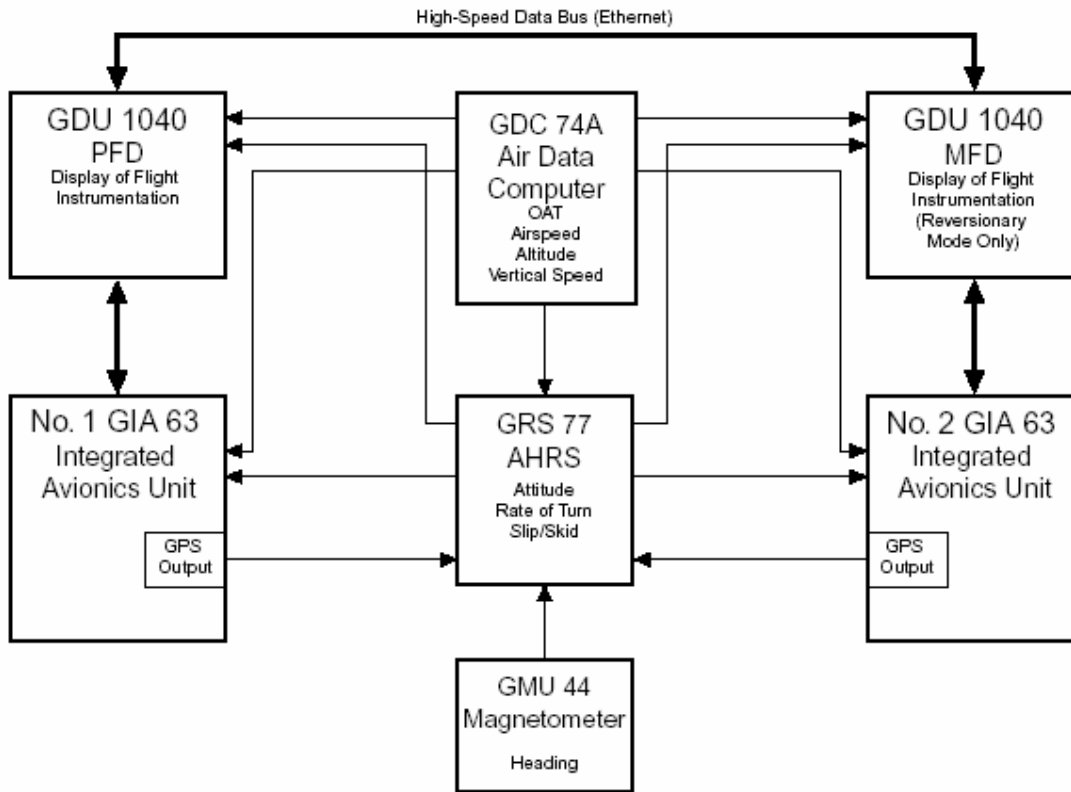 High-Speed Data Bus (Ethernet)
GDU 1040
PFD
Display of Flight
Instrumentation
GDC 74A
Air Data
Computer
OAT
Airspeed
Altitude
Vertical Speed
GDU 1040
MFD
Display of Flight
Instrumentation
(Reversionary
Mode Only)
No. 1 GIA 63
Integrated
Avionics Unit
GPS
Output
GRS 77
AHRS
Attitude
Rate of Turn
Slip/Skid
No. 2 GIA 63
Integrated
Avionics Unit
GPS
Output
GMU 44
Magnetometer
Heading